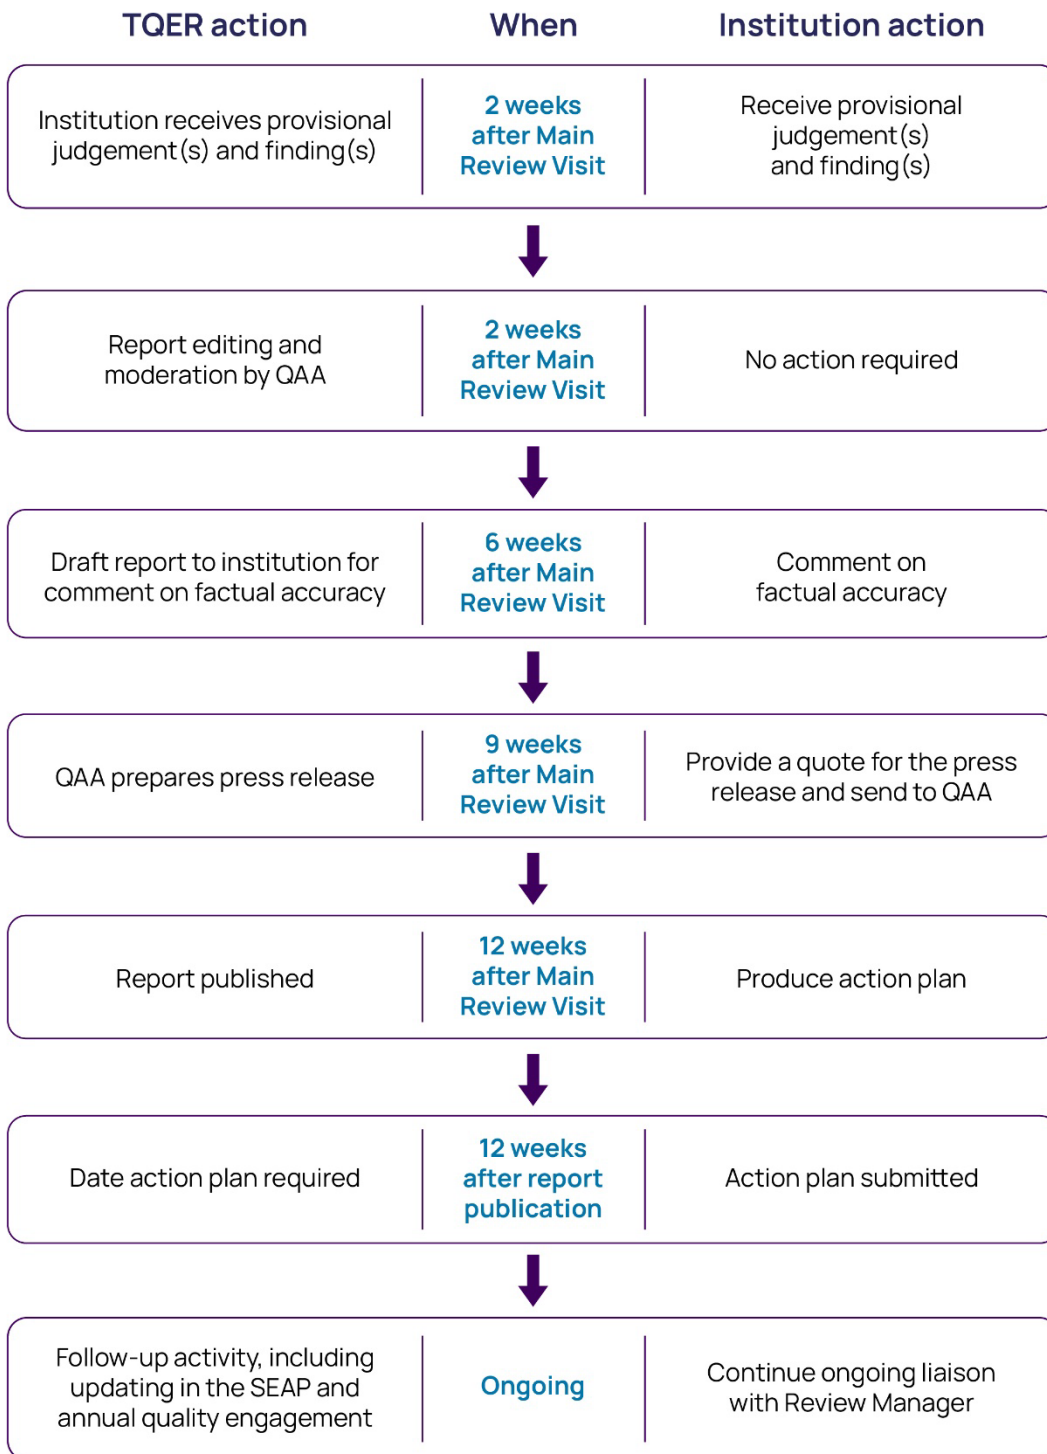 TQER action
When
Institution action
Institution receives provisional
judgement(s) and finding(s)
2 weeks
after Main
Review Visit
Receive provisional
judgement(s)
and finding(s)
Report editing and
moderation by QAA
2 weeks
after Main
Review Visit
No action required
Draft report to institution for
comment on factual accuracy
6 weeks
after Main
Review Visit
Comment on
factual accuracy
QAA prepares press release
9 weeks
after Main
Review Visit
Provide a quote for the press
release and send to QAA
Report published
12 weeks
after Main
Review Visit
Produce action plan
Date action plan required
12 weeks
after report
publication
Action plan submitted
Follow-up activity, including
updating in the SEAP and
annual quality engagement
Ongoing
Continue ongoing liaison
with Review Manager